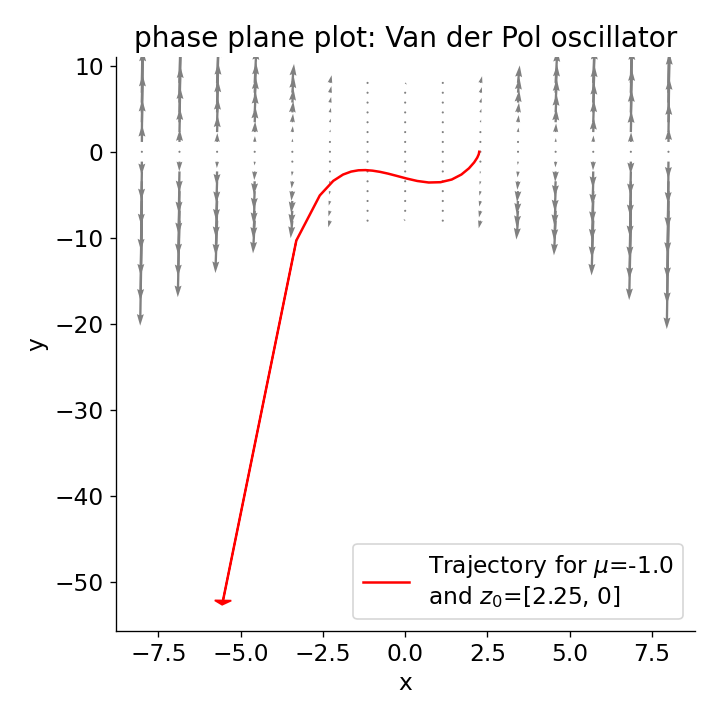 phase plane plot: Van der Pol oscillator
10
0
−10
−20
−30
−40
−50
y
−7.5 −5.0 −2.5 0.0 2.5 5.0 7.5
x
Trajectory for μ=-1.0
and z₀=[2.25, 0]